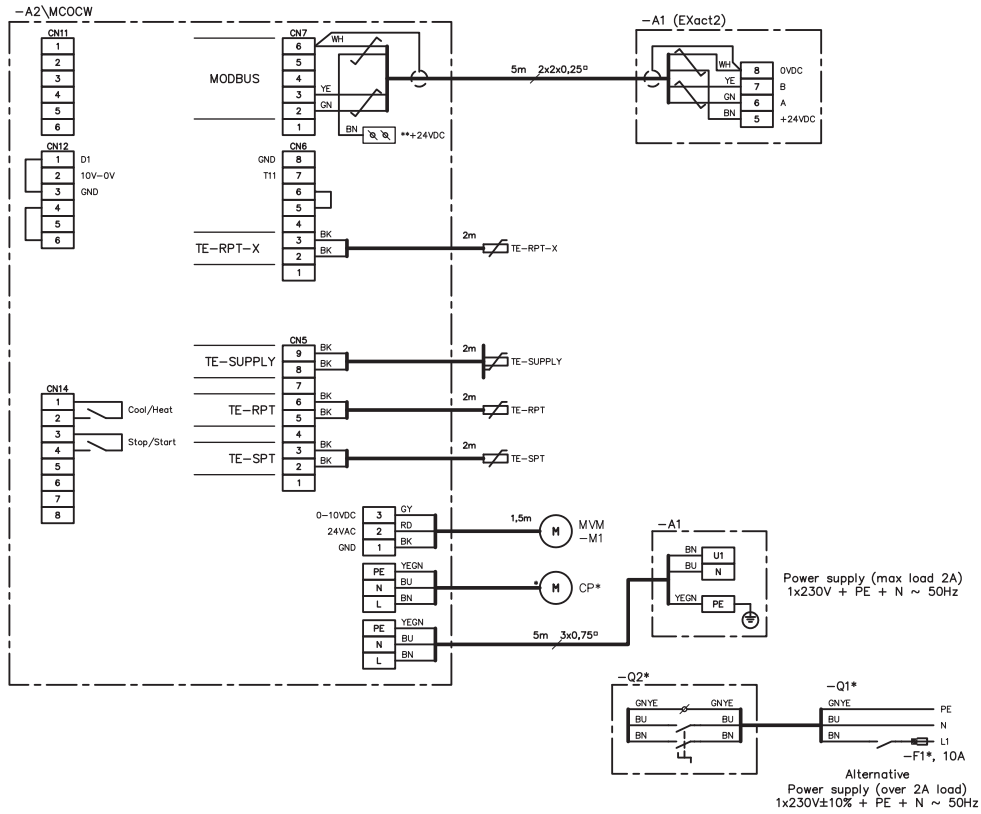 -A2\MCOCW
-A1 (EXact2)
CN11
1
2
3
4
5
6
CN7
MODBUS
6
5
4
3
2
1
WH
YE
GN
BN
**+24VDC
5m 2x2x0,25¤
WH
YE
GN
BN
8 0VDC
7 B
6 A
5 +24VDC
CN12
1 D1
2 10V-0V
3 GND
4
5
6
CN6
GND 8
T11 7
6
5
4
3 BK
2 BK
1
TE-RPT-X
2m
TE-RPT-X
CN5
TE-SUPPLY
9 BK
8 BK
7
2m
TE-SUPPLY
TE-RPT
6 BK
5 BK
4
2m
TE-RPT
TE-SPT
3 BK
2 BK
1
2m
TE-SPT
CN14
1
2
3
4
5
6
7
8
Cool/Heat
Stop/Start
0-10VDC 3 GY
24VAC 2 RD
GND 1 BK
1,5m
M
MVM
-M1
PE YEGN
N BU
L BN
M
CP*
PE YEGN
N BU
L BN
5m 3x0,75¤
-A1
BN U1
BU N
YEGN PE
Power supply (max load 2A)
1x230V + PE + N ~ 50Hz
-Q2*
GNYE GNYE
BU BU
BN BN
-Q1*
GNYE PE
BU N
BN L1
-F1*, 10A
Alternative
Power supply (over 2A load)
1x230V±10% + PE + N ~ 50Hz